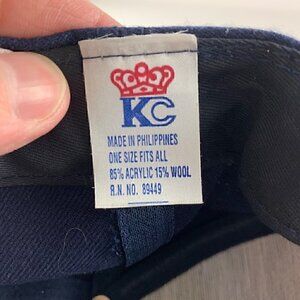 KC
MADE IN PHILIPPINES
ONE SIZE FITS ALL
85% ACRYLIC 15% WOOL
R.N. NO. 89449